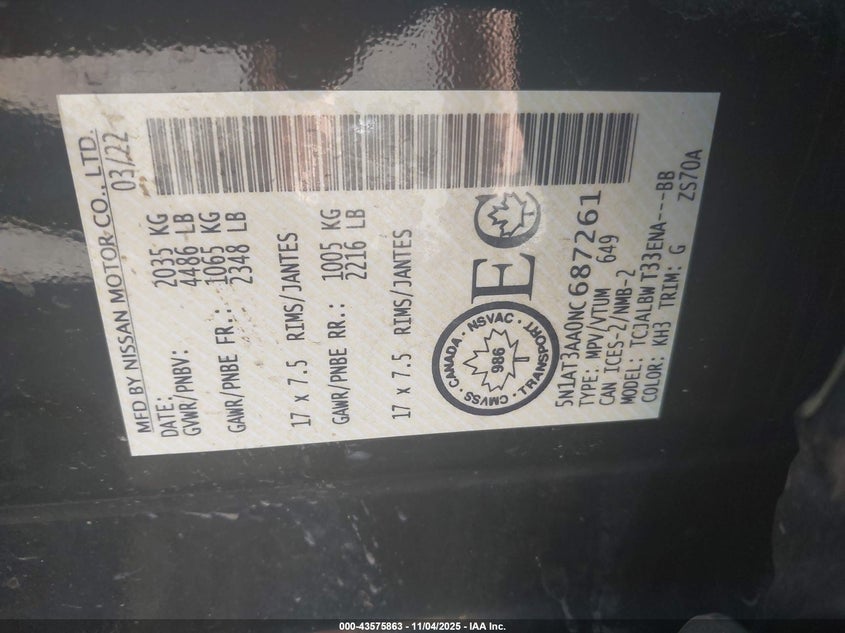 MFD BY NISSAN MOTOR CO., LTD.
DATE: 03/22
GVWR/PNBV: 2035 KG
4486 LB
GAWR/PNBE FR.: 1065 KG
2348 LB
17 x 7.5 RIMS/JANTES
GAWR/PNBE RR.: 1005 KG
2216 LB
17 x 7.5 RIMS/JANTES
CANADA · NSVAC · TRANSPORT · CMVSS ·
986
EC
5N1AT3AA0NC687261
TYPE: MPV/VTUM 649
CAN ICES-2/NMB-2
MODEL: TCJALBW T33ENA---BB
COLOR: KH3 TRIM: G ZS70A
000-43575863 - 11/04/2025 - IAA Inc.